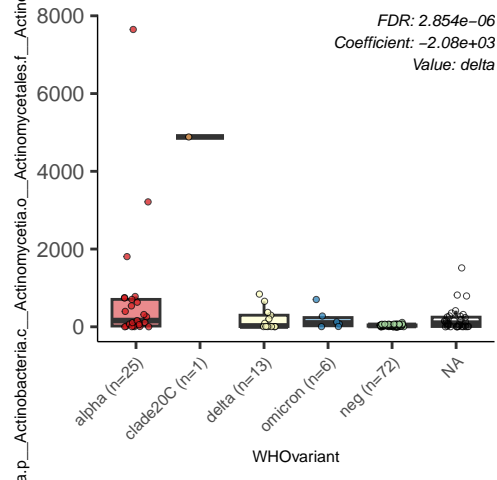 a.p__Actinobacteria.c__Actinomycetia.o__Actinomycetales.f__Actino
FDR: 2.854e−06
Coefficient: −2.08e+03
Value: delta
8000
6000
4000
2000
0
alpha (n=25)
clade20C (n=1)
delta (n=13)
omicron (n=6)
neg (n=72)
NA
WHOvariant